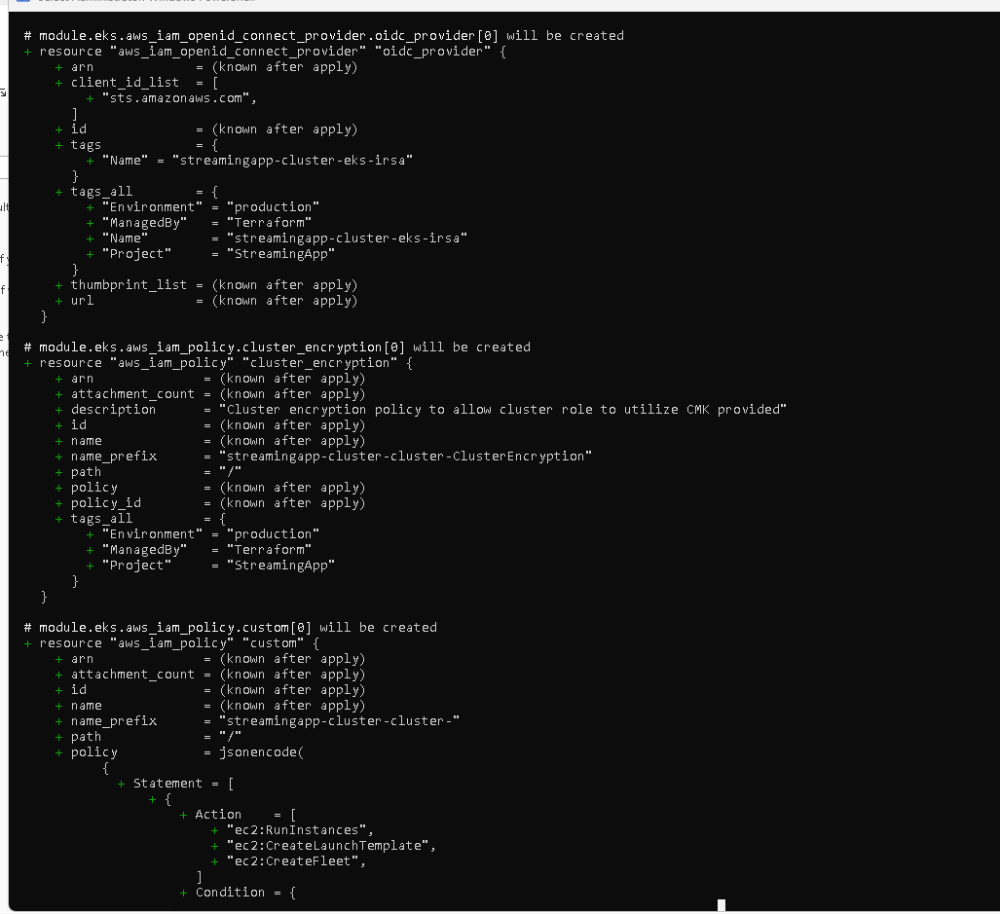 # module.eks.aws_iam_openid_connect_provider.oidc_provider[0] will be created
+ resource "aws_iam_openid_connect_provider" "oidc_provider" {
    + arn             = (known after apply)
    + client_id_list  = [
        + "sts.amazonaws.com",
      ]
    + id              = (known after apply)
    + tags            = {
        + "Name" = "streamingapp-cluster-eks-irsa"
      }
    + tags_all        = {
        + "Environment" = "production"
        + "ManagedBy"   = "Terraform"
        + "Name"        = "streamingapp-cluster-eks-irsa"
        + "Project"     = "StreamingApp"
      }
    + thumbprint_list = (known after apply)
    + url             = (known after apply)
  }
# module.eks.aws_iam_policy.cluster_encryption[0] will be created
+ resource "aws_iam_policy" "cluster_encryption" {
    + arn              = (known after apply)
    + attachment_count = (known after apply)
    + description      = "Cluster encryption policy to allow cluster role to utilize CMK provided"
    + id               = (known after apply)
    + name             = (known after apply)
    + name_prefix      = "streamingapp-cluster-cluster-ClusterEncryption"
    + path             = "/"
    + policy           = (known after apply)
    + policy_id        = (known after apply)
    + tags_all         = {
        + "Environment" = "production"
        + "ManagedBy"   = "Terraform"
        + "Project"     = "StreamingApp"
      }
  }
# module.eks.aws_iam_policy.custom[0] will be created
+ resource "aws_iam_policy" "custom" {
    + arn              = (known after apply)
    + attachment_count = (known after apply)
    + id               = (known after apply)
    + name             = (known after apply)
    + name_prefix      = "streamingapp-cluster-cluster-"
    + path             = "/"
    + policy           = jsonencode(
          {
            + Statement = [
                + {
                    + Action    = [
                        + "ec2:RunInstances",
                        + "ec2:CreateLaunchTemplate",
                        + "ec2:CreateFleet",
                      ]
                    + Condition = {